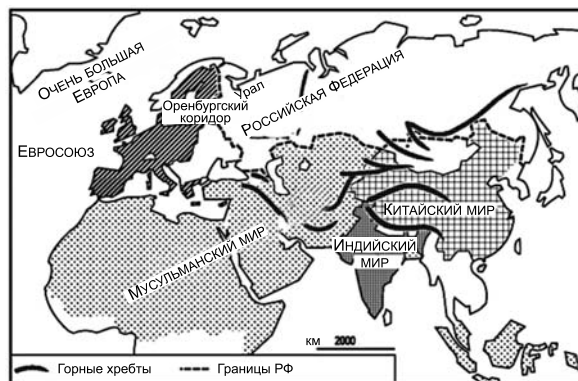 ОЧЕНЬ БОЛЬШАЯ
ЕВРОПА
Урал
Оренбургский
коридор
РОССИЙСКАЯ ФЕДЕРАЦИЯ
ЕВРОСОЮЗ
КИТАЙСКИЙ МИР
ИНДИЙСКИЙ
МИР
МУСУЛЬМАНСКИЙ МИР
км 2000
Горные хребты
Границы РФ